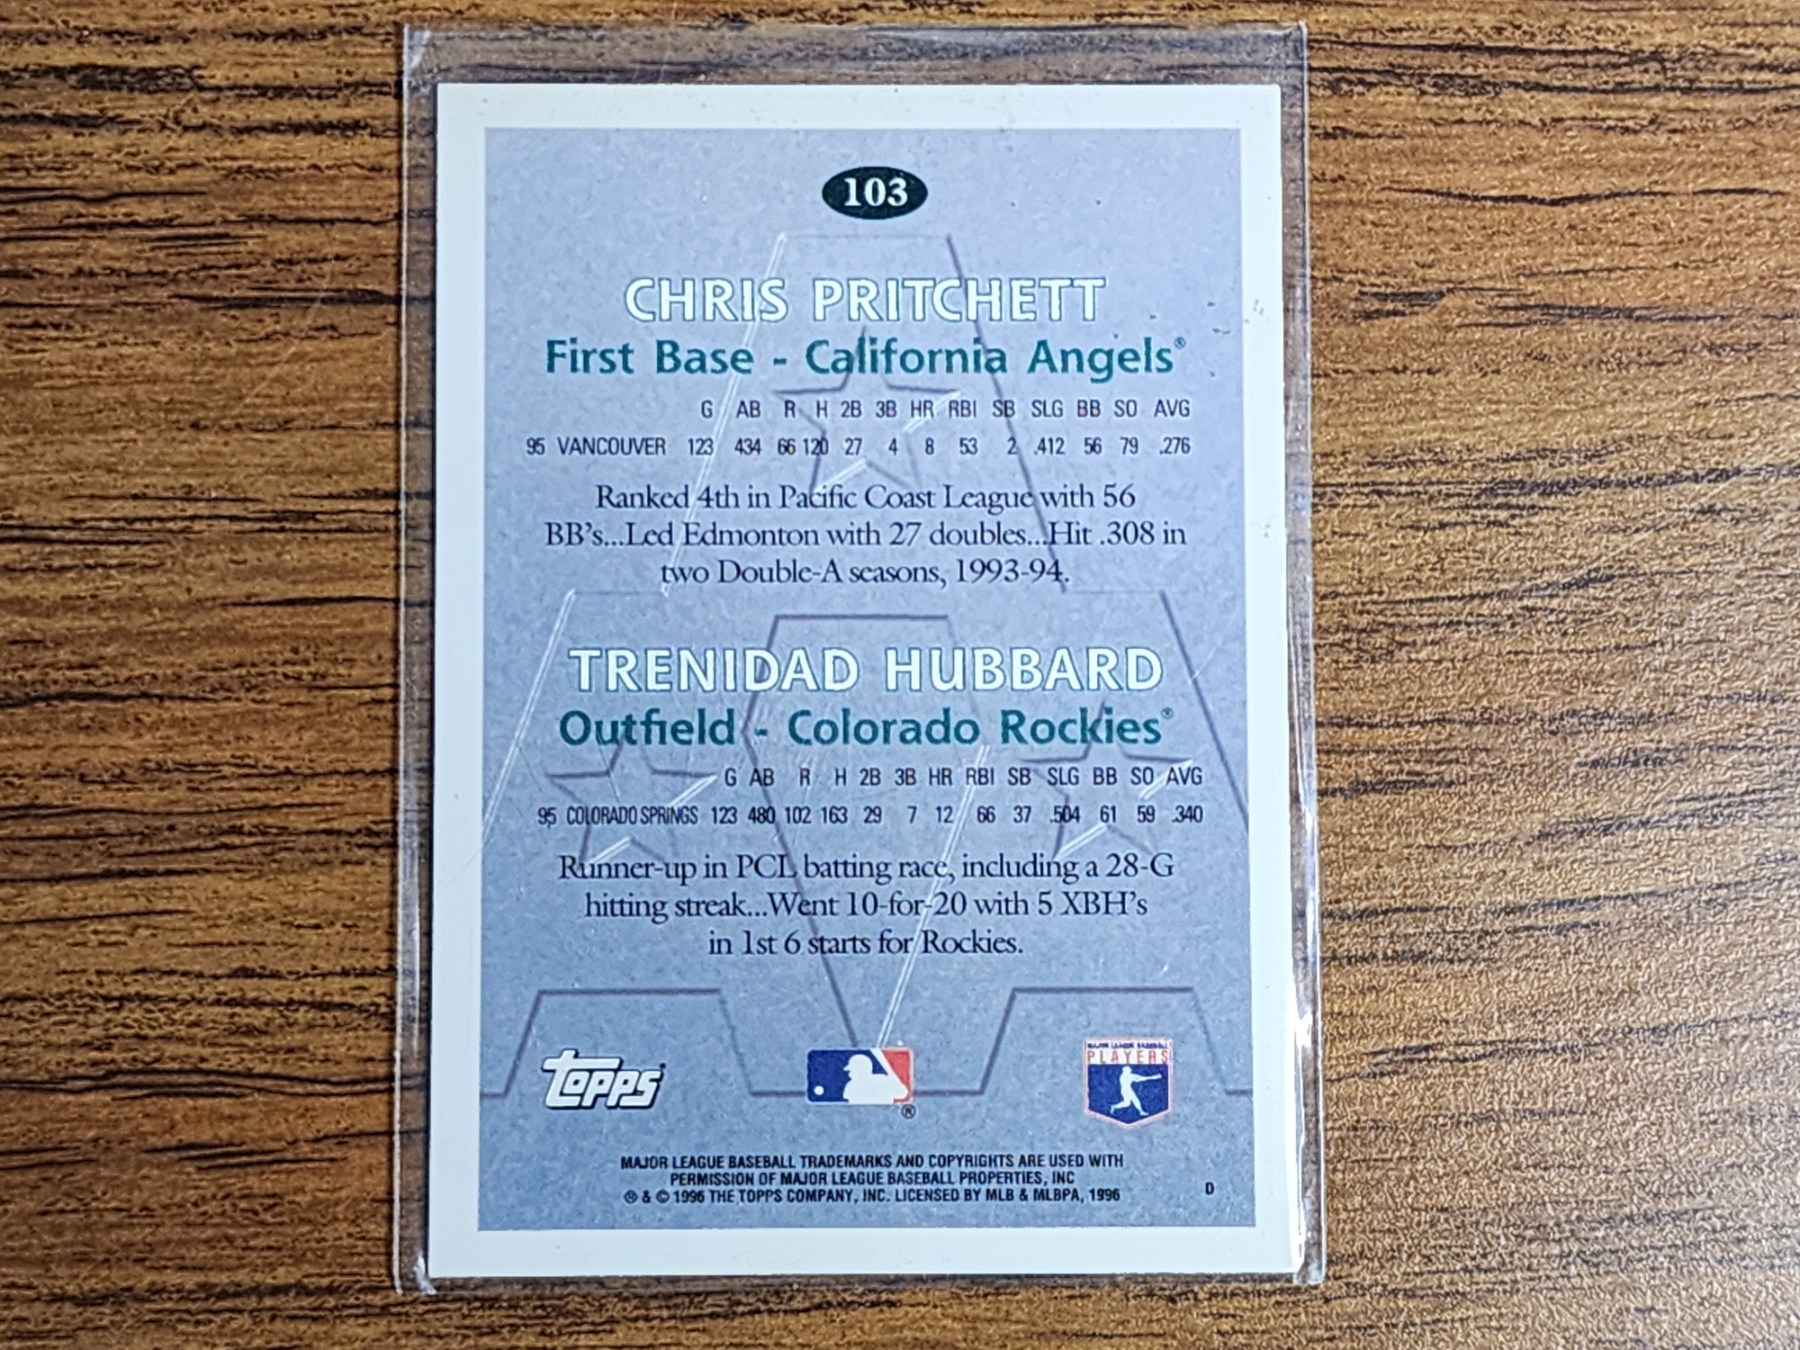 103
CHRIS PRITCHETT
First Base - California Angels®
G AB R H 2B 3B HR RBI SB SLG BB SO AVG
95 VANCOUVER 123 434 66 120 27 4 8 53 2 .412 56 79 .276
Ranked 4th in Pacific Coast League with 56
BB's...Led Edmonton with 27 doubles...Hit .308 in
two Double-A seasons, 1993-94.
TRENIDAD HUBBARD
Outfield - Colorado Rockies®
G AB R H 2B 3B HR RBI SB SLG BB SO AVG
95 COLORADO SPRINGS 123 480 102 163 29 7 12 66 37 .504 61 59 .340
Runner-up in PCL batting race, including a 28-G
hitting streak...Went 10-for-20 with 5 XBH's
in 1st 6 starts for Rockies.
topps ®
MAJOR LEAGUE BASEBALL
PLAYERS
MAJOR LEAGUE BASEBALL TRADEMARKS AND COPYRIGHTS ARE USED WITH
PERMISSION OF MAJOR LEAGUE BASEBALL PROPERTIES, INC
® & © 1996 THE TOPPS COMPANY, INC. LICENSED BY MLB & MLBPA, 1996
D